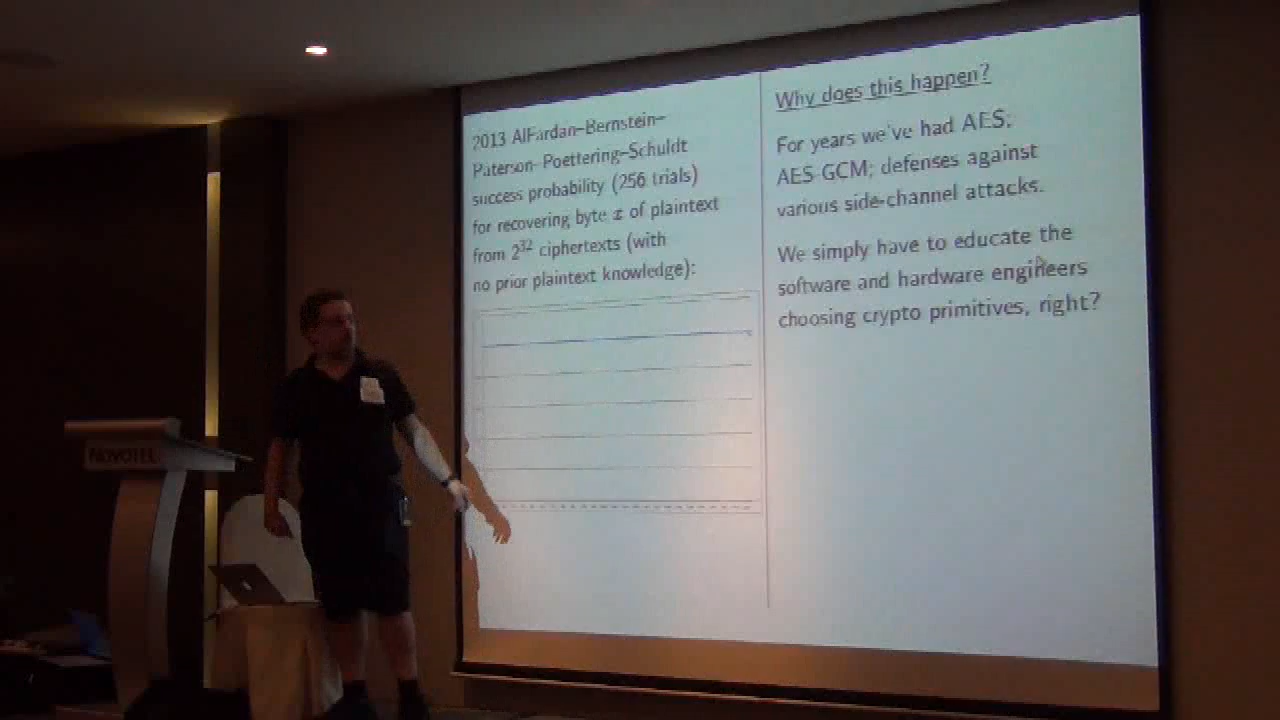 2013 AlFardan–Bernstein–
Paterson–Poettering–Schuldt
success probability (256 trials)
for recovering byte x of plaintext
from 2^32 ciphertexts (with
no prior plaintext knowledge):
Why does this happen?
For years we've had AES;
AES-GCM; defenses against
various side-channel attacks.
We simply have to educate the
software and hardware engineers
choosing crypto primitives, right?
NOVOTEL